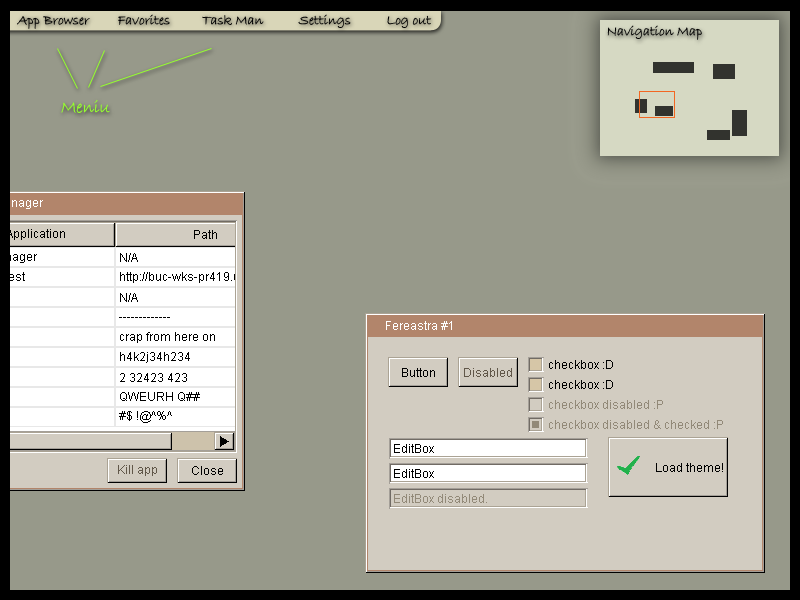 App Browser Favorites Task Man Settings Log out
Navigation Map
Meniu
nager
Application Path
nager N/A
est http://buc-wks-pr419.
N/A
-------------
crap from here on
h4k2j34h234
2 32423 423
QWEURH Q##
#$ !@^%^
Kill app Close
Fereastra #1
Button Disabled
checkbox :D
checkbox :D
checkbox disabled :P
checkbox disabled & checked :P
EditBox
EditBox
EditBox disabled.
Load theme!